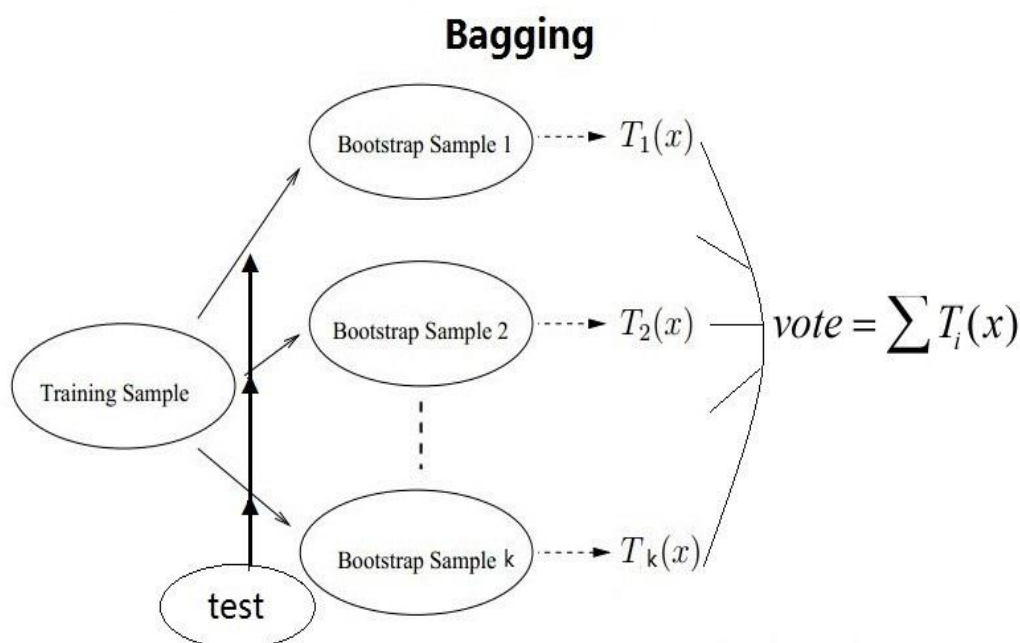 Bagging
Bootstrap Sample 1
T₁(x)
Bootstrap Sample 2
T₂(x)
vote = ∑ Tᵢ(x)
Training Sample
Bootstrap Sample k
Tₖ(x)
test